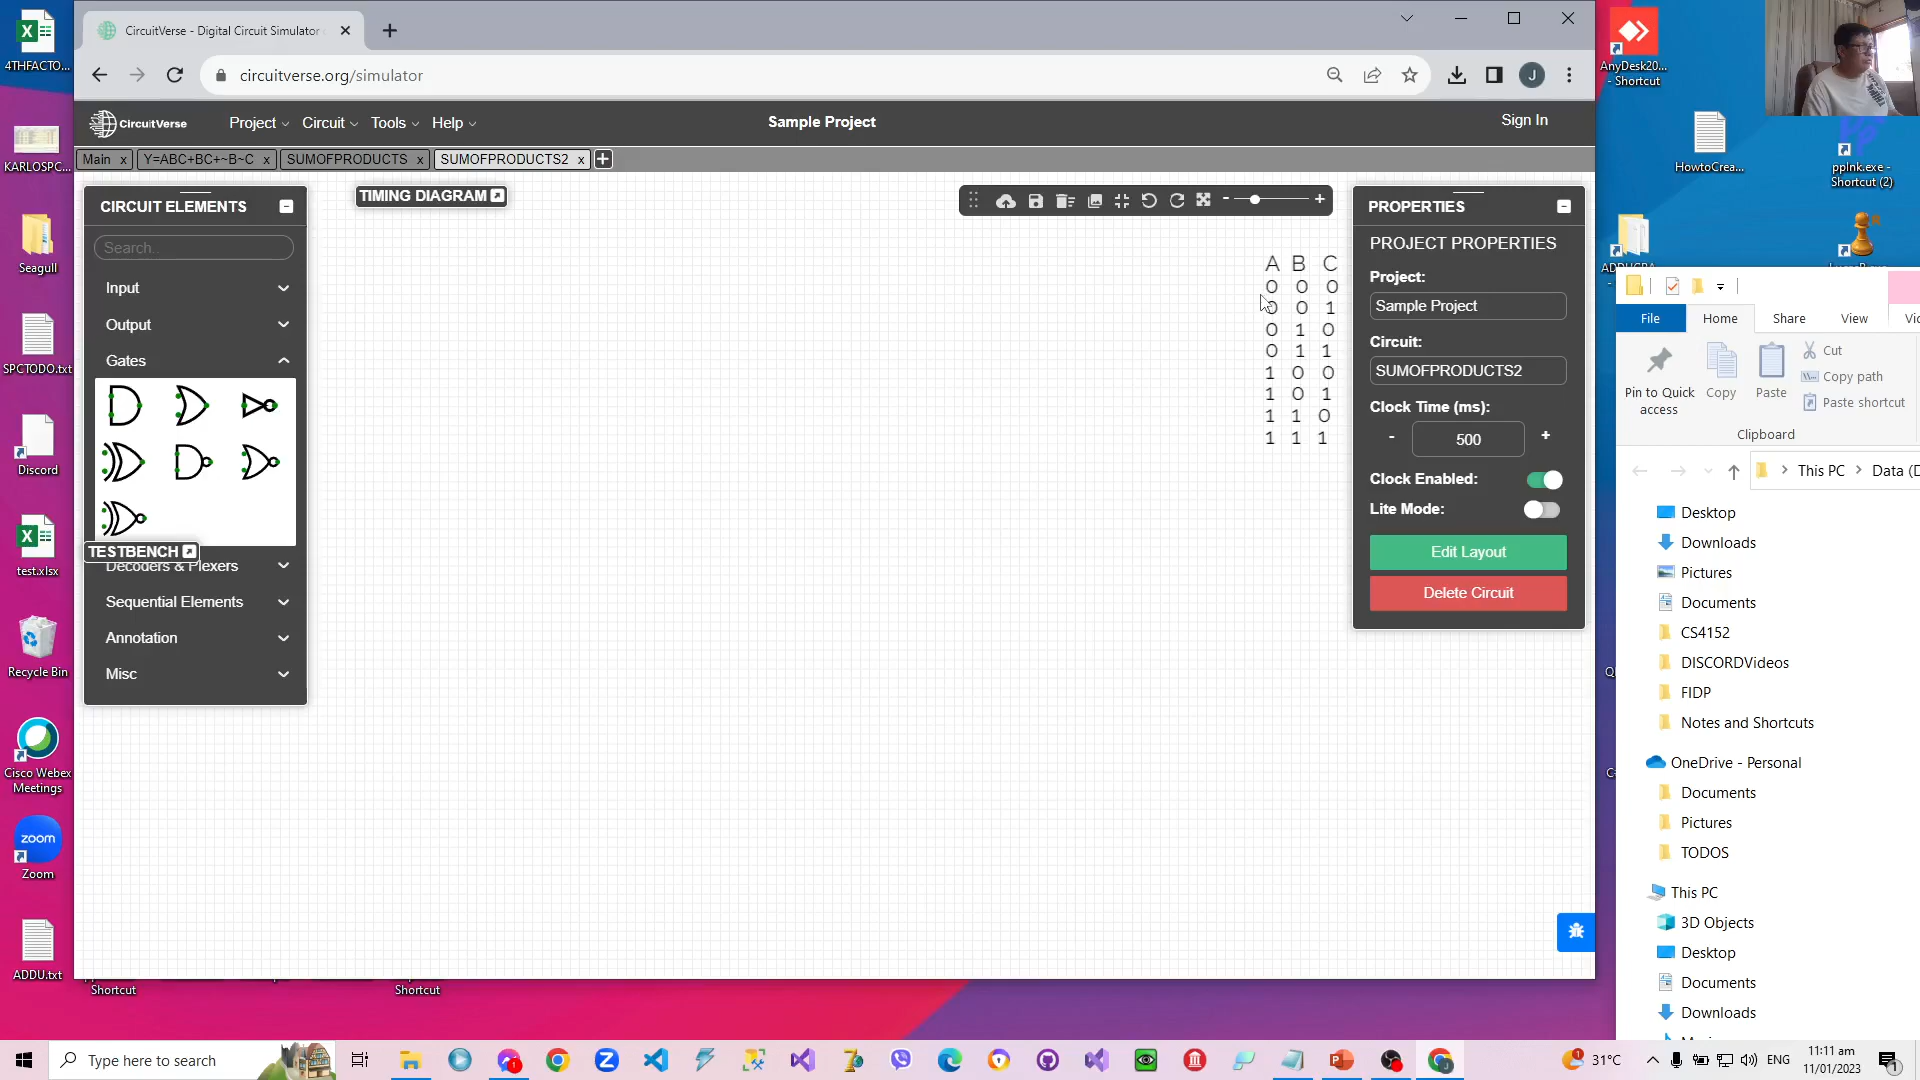 4THFACTO...
KARLOSPC...
Seagull
SPCTODO.txt
Discord
test.xlsx
Recycle Bin
Cisco Webex
Meetings
zoom
Zoom
ADDU.txt
Shortcut
Shortcut
CircuitVerse - Digital Circuit Simulator
circuitverse.org/simulator
J
CircuitVerse
Project
Circuit
Tools
Help
Sample Project
Sign In
Main x
Y=ABC+BC+~B~C x
SUMOFPRODUCTS x
SUMOFPRODUCTS2 x
CIRCUIT ELEMENTS
Search..
Input
Output
Gates
TESTBENCH
Decoders & Plexers
Sequential Elements
Annotation
Misc
TIMING DIAGRAM
A B C
0 0 0
0 0 1
0 1 0
0 1 1
1 0 0
1 0 1
1 1 0
1 1 1
PROPERTIES
PROJECT PROPERTIES
Project:
Sample Project
Circuit:
SUMOFPRODUCTS2
Clock Time (ms):
- 500 +
Clock Enabled:
Lite Mode:
Edit Layout
Delete Circuit
AnyDesk20...
- Shortcut
HowtoCrea...
ppInk.exe -
Shortcut (2)
File
Home
Share
View
Pin to Quick
access
Copy
Paste
Cut
Copy path
Paste shortcut
Clipboard
This PC
Data (D
Desktop
Downloads
Pictures
Documents
CS4152
DISCORDVideos
FIDP
Notes and Shortcuts
OneDrive - Personal
Documents
Pictures
TODOS
This PC
3D Objects
Desktop
Documents
Downloads
Type here to search
31°C
ENG
11:11 am
11/01/2023